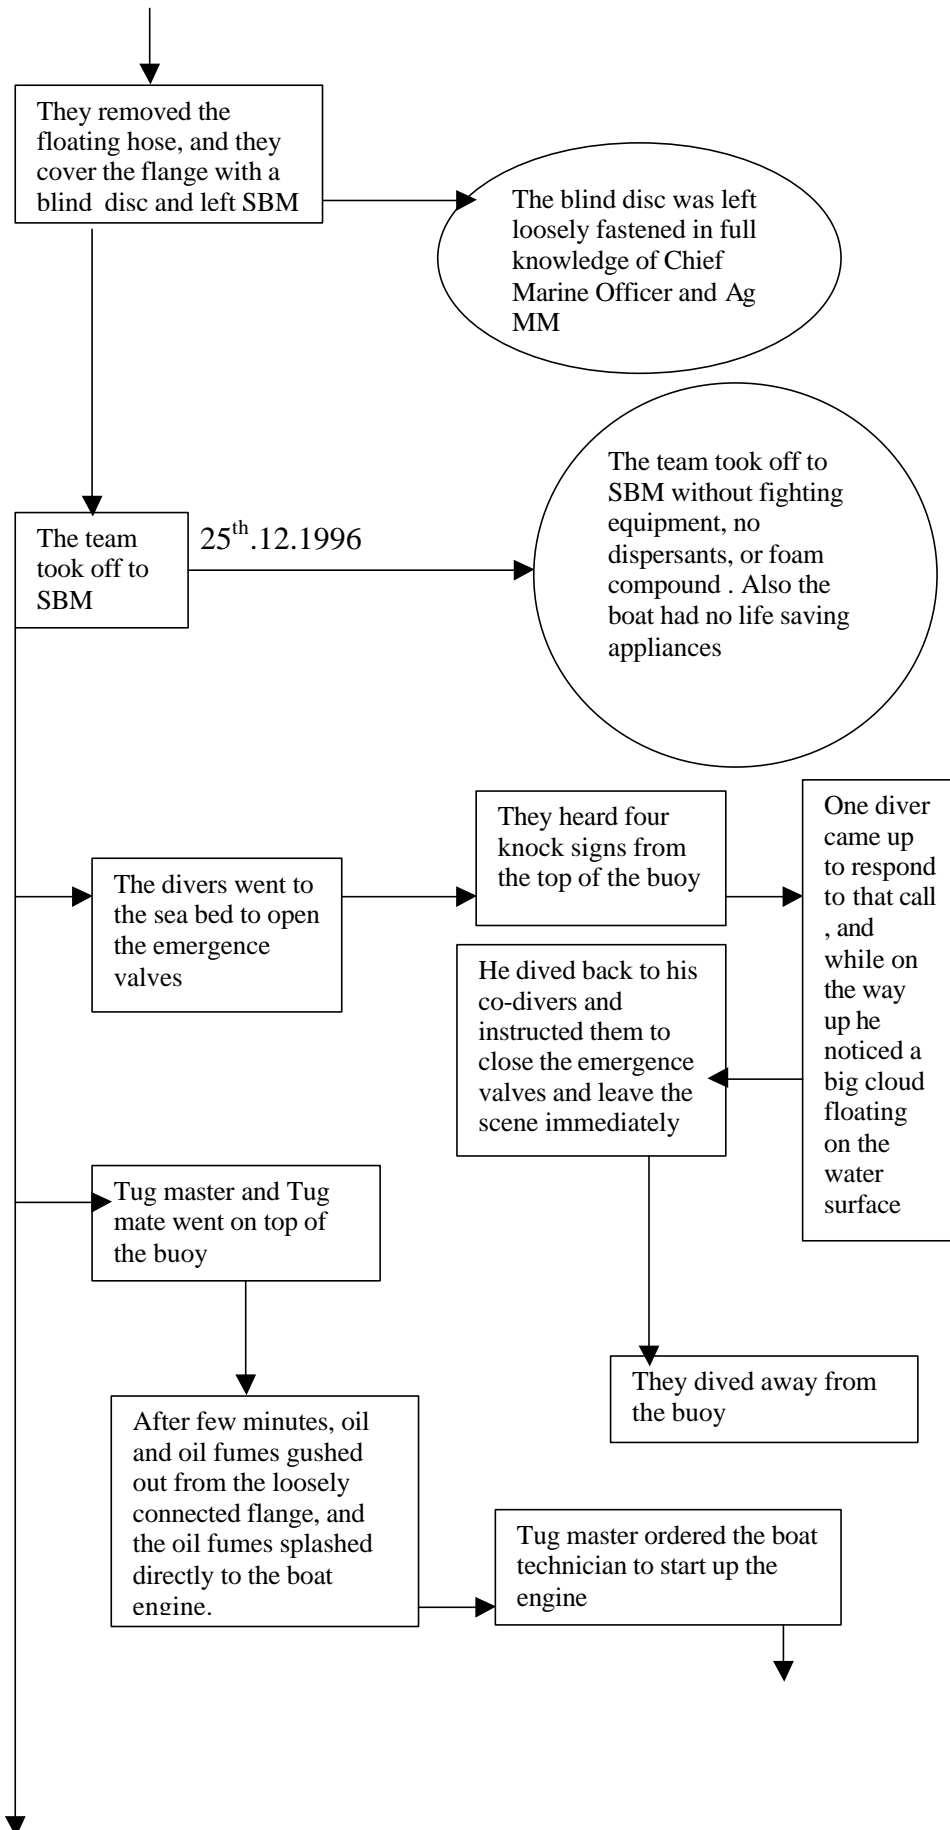 They removed the
floating hose, and they
cover the flange with a
blind disc and left SBM
The blind disc was left
loosely fastened in full
knowledge of Chief
Marine Officer and Ag
MM
The team
took off to
SBM
25th.12.1996
The team took off to
SBM without fighting
equipment, no
dispersants, or foam
compound . Also the
boat had no life saving
appliances
The divers went to
the sea bed to open
the emergence
valves
They heard four
knock signs from
the top of the buoy
One diver
came up
to respond
to that call
, and
while on
the way
up he
noticed a
big cloud
floating
on the
water
surface
He dived back to his
co-divers and
instructed them to
close the emergence
valves and leave the
scene immediately
They dived away from
the buoy
Tug master and Tug
mate went on top of
the buoy
After few minutes, oil
and oil fumes gushed
out from the loosely
connected flange, and
the oil fumes splashed
directly to the boat
engine.
Tug master ordered the boat
technician to start up the
engine